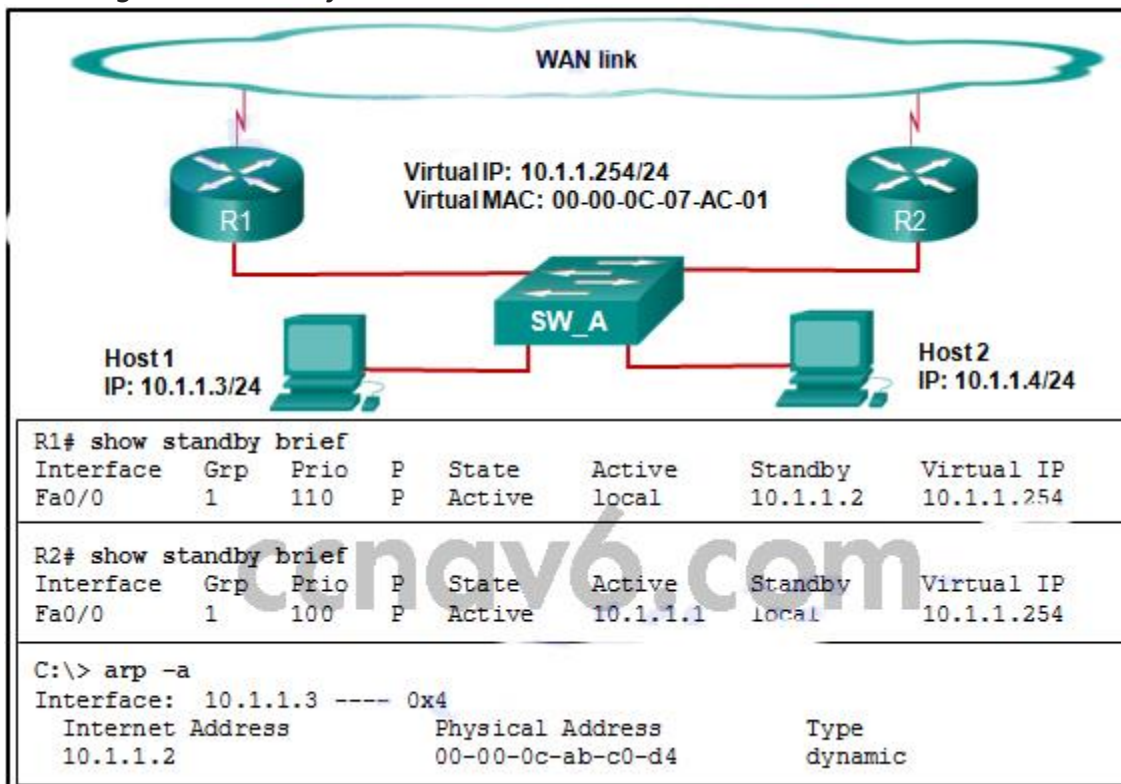 WAN link
Virtual IP: 10.1.1.254/24
Virtual MAC: 00-00-0C-07-AC-01
R1
R2
SW_A
Host 1
IP: 10.1.1.3/24
Host 2
IP: 10.1.1.4/24
R1# show standby brief
Interface Grp Prio P State Active Standby Virtual IP
Fa0/0 1 110 P Active local 10.1.1.2 10.1.1.254
R2# show standby brief
Interface Grp Prio P State Active Standby Virtual IP
Fa0/0 1 100 P Active 10.1.1.1 local 10.1.1.254
ccnav6.com
C:\> arp -a
Interface: 10.1.1.3 ---- 0x4
Internet Address Physical Address Type
10.1.1.2 00-00-0c-ab-c0-d4 dynamic